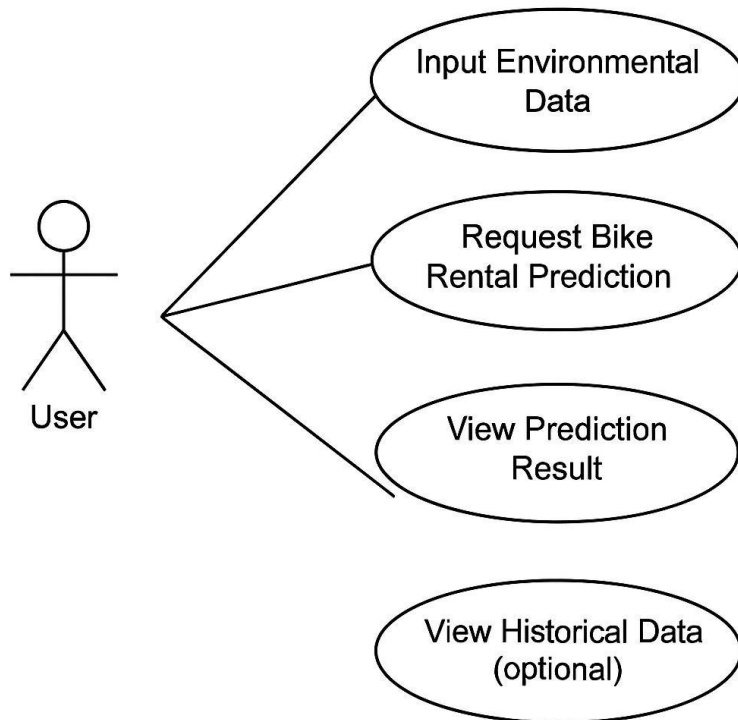 Input Environmental
Data
Request Bike
Rental Prediction
User
View Prediction
Result
View Historical Data
(optional)